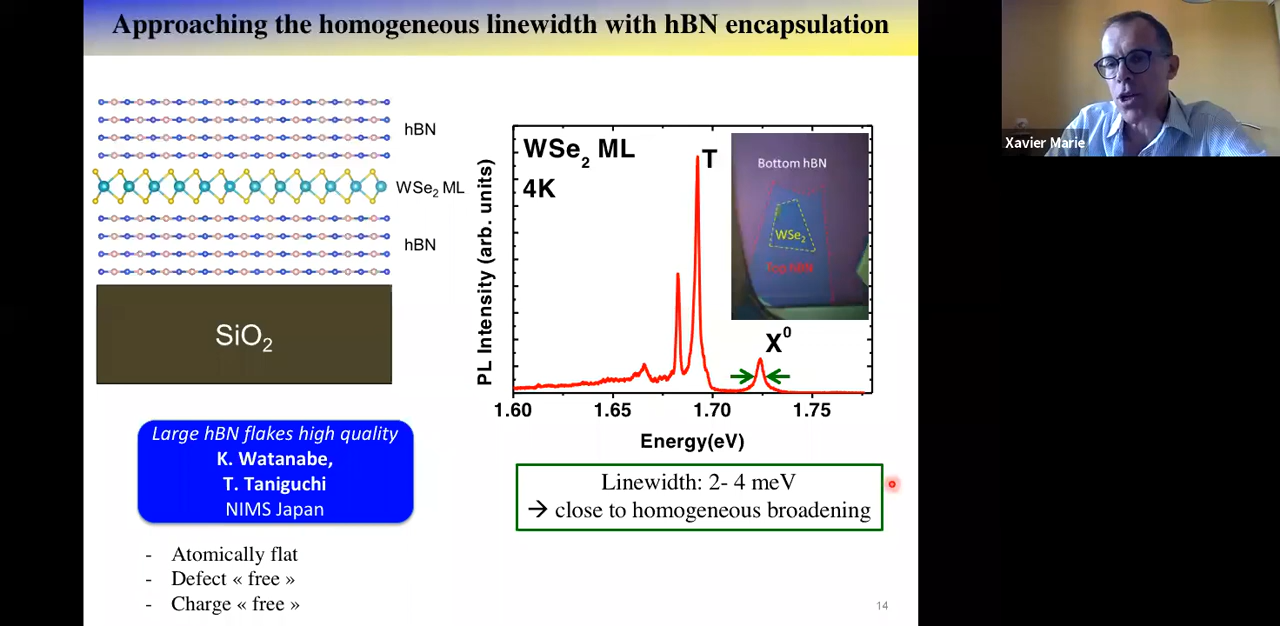 Approaching the homogeneous linewidth with hBN encapsulation
hBN
WSe₂ ML
hBN
SiO₂
Large hBN flakes high quality
K. Watanabe,
T. Taniguchi
NIMS Japan
- Atomically flat
- Defect « free »
- Charge « free »
WSe₂ ML
4K
T
Bottom hBN
WSe₂
Top hBN
X⁰
PL Intensity (arb. units)
1.60 1.65 1.70 1.75
Energy(eV)
Linewidth: 2- 4 meV
→ close to homogeneous broadening
14
Xavier Marie